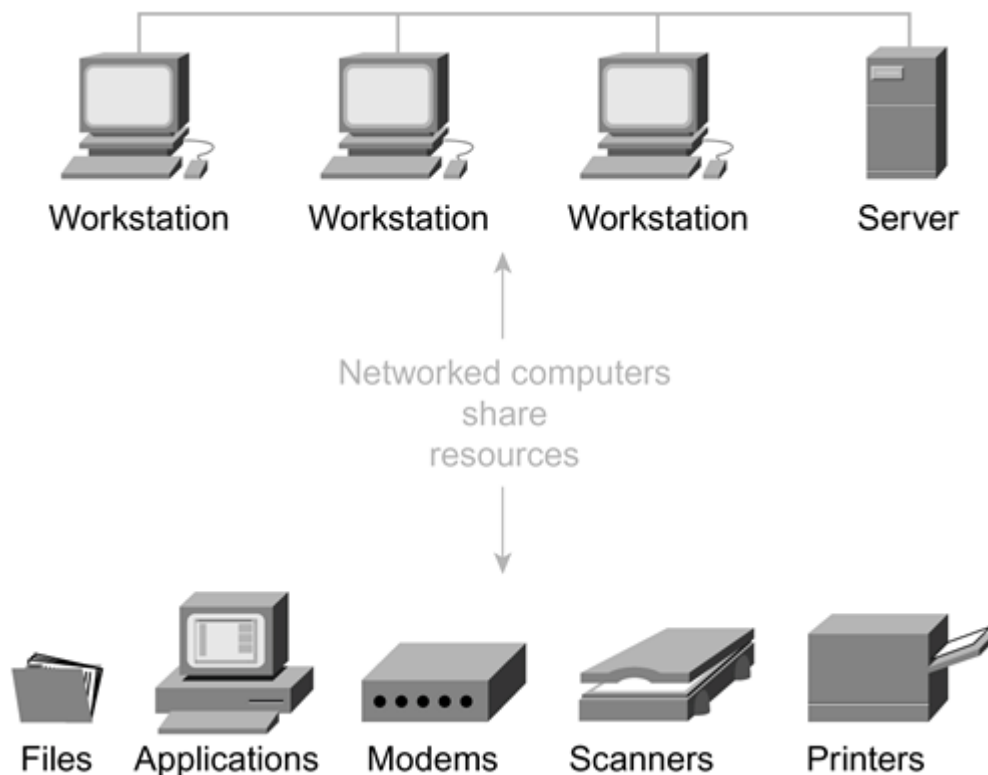 Workstation Workstation Workstation Server
Networked computers
share
resources
Files Applications Modems Scanners Printers